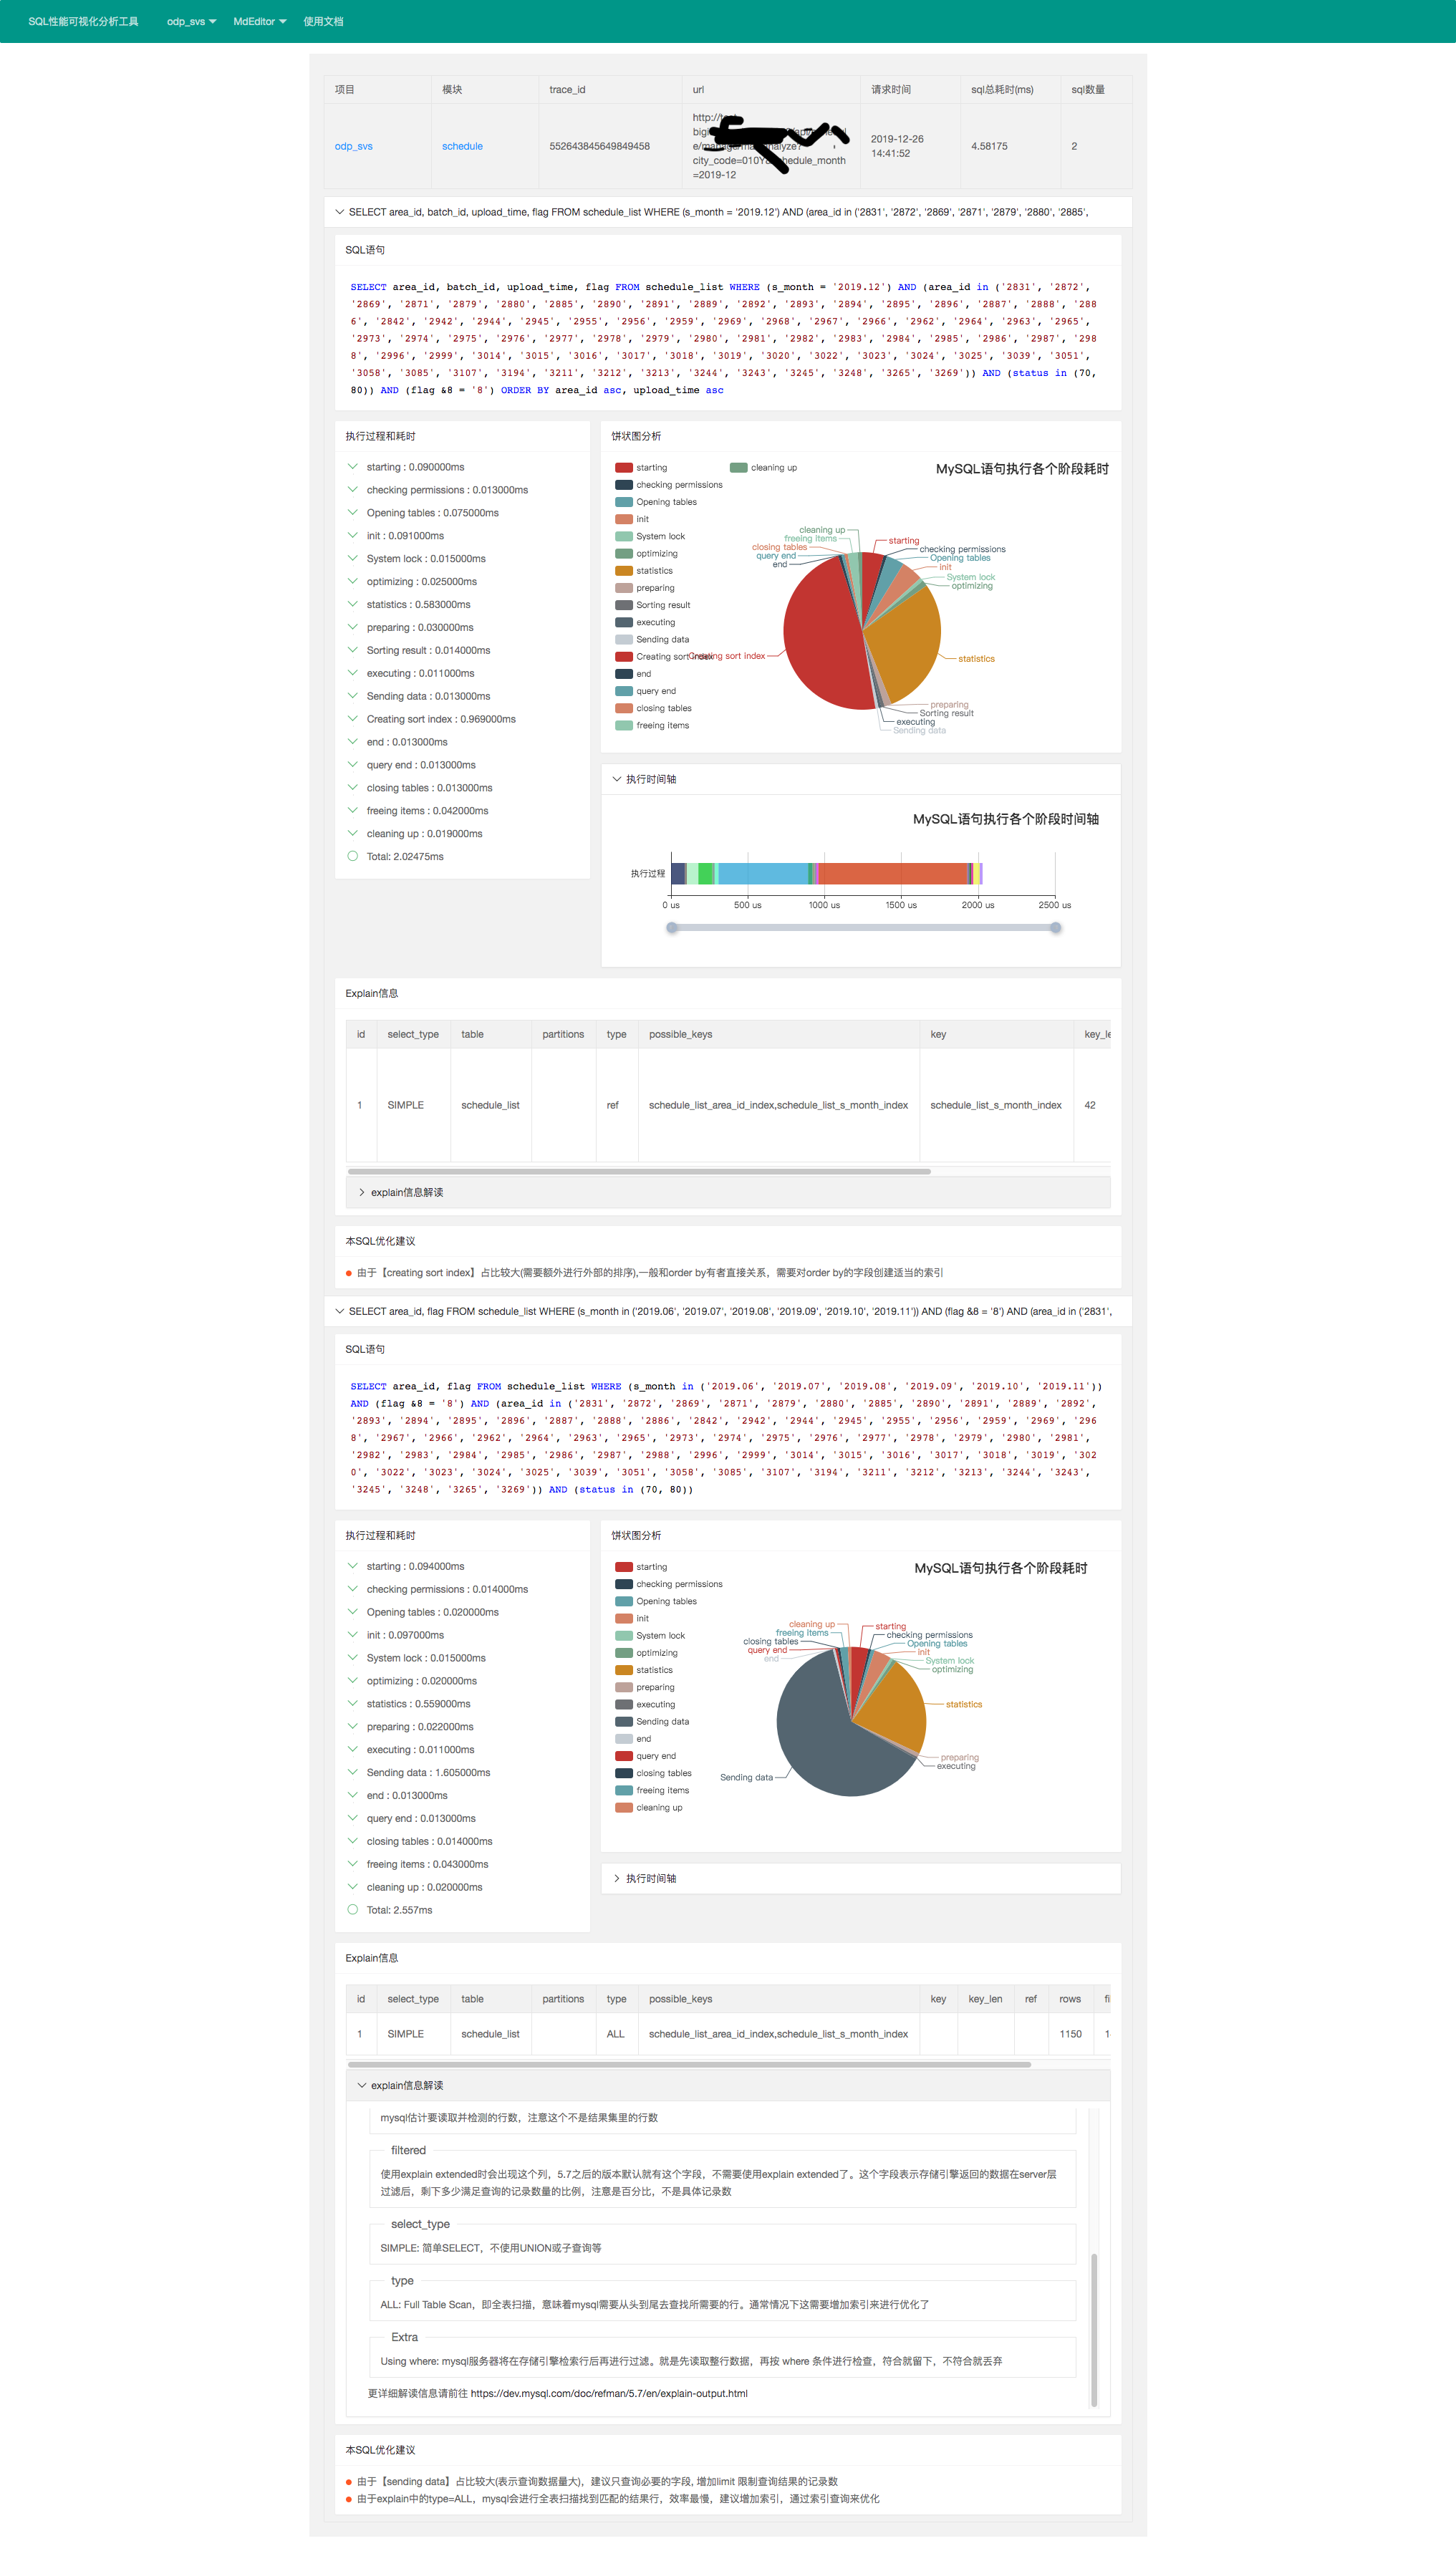 SQL性能可视化分析工具 odp_svs MdEditor 使用文档
项目 模块 trace_id url 请求时间 sql总耗时(ms) sql数量
odp_svs schedule 552643845649849458 2019-12-26 14:41:52 4.58175 2
http://
city_code=010
hedule_month
=2019-12
SELECT area_id, batch_id, upload_time, flag FROM schedule_list WHERE (s_month = '2019.12') AND (area_id in ('2831', '2872', '2869', '2871', '2879', '2880', '2885',
SQL语句
SELECT area_id, batch_id, upload_time, flag FROM schedule_list WHERE (s_month = '2019.12') AND (area_id in ('2831', '2872',
'2869', '2871', '2879', '2880', '2885', '2890', '2891', '2889', '2892', '2893', '2894', '2895', '2896', '2887', '2888', '288
6', '2842', '2942', '2944', '2945', '2955', '2956', '2959', '2969', '2968', '2967', '2966', '2962', '2964', '2963', '2965',
'2973', '2974', '2975', '2976', '2977', '2978', '2979', '2980', '2981', '2982', '2983', '2984', '2985', '2986', '2987', '298
8', '2996', '2999', '3014', '3015', '3016', '3017', '3018', '3019', '3020', '3022', '3023', '3024', '3025', '3039', '3051',
'3058', '3085', '3107', '3194', '3211', '3212', '3213', '3244', '3243', '3245', '3248', '3265', '3269')) AND (status in (70,
80)) AND (flag &8 = '8') ORDER BY area_id asc, upload_time asc
执行过程和耗时
starting : 0.090000ms
checking permissions : 0.013000ms
Opening tables : 0.075000ms
init : 0.091000ms
System lock : 0.015000ms
optimizing : 0.025000ms
statistics : 0.583000ms
preparing : 0.030000ms
Sorting result : 0.014000ms
executing : 0.011000ms
Sending data : 0.013000ms
Creating sort index : 0.969000ms
end : 0.013000ms
query end : 0.013000ms
closing tables : 0.013000ms
freeing items : 0.042000ms
cleaning up : 0.019000ms
Total: 2.02475ms
饼状图分析
MySQL语句执行各个阶段耗时
starting
checking permissions
Opening tables
init
System lock
optimizing
statistics
preparing
Sorting result
executing
Sending data
Creating sort index
end
query end
closing tables
freeing items
cleaning up
cleaning up
freeing items
closing tables
query end
end
starting
checking permissions
Opening tables
init
System lock
optimizing
Creating sort index
statistics
preparing
Sorting result
executing
Sending data
执行时间轴
MySQL语句执行各个阶段时间轴
执行过程
0 us 500 us 1000 us 1500 us 2000 us 2500 us
Explain信息
id select_type table partitions type possible_keys key key_le
1 SIMPLE schedule_list ref schedule_list_area_id_index,schedule_list_s_month_index schedule_list_s_month_index 42
explain信息解读
本SQL优化建议
由于【creating sort index】占比较大(需要额外进行外部的排序),一般和order by有者直接关系，需要对order by的字段创建适当的索引
SELECT area_id, flag FROM schedule_list WHERE (s_month in ('2019.06', '2019.07', '2019.08', '2019.09', '2019.10', '2019.11')) AND (flag &8 = '8') AND (area_id in ('2831',
SQL语句
SELECT area_id, flag FROM schedule_list WHERE (s_month in ('2019.06', '2019.07', '2019.08', '2019.09', '2019.10', '2019.11'))
AND (flag &8 = '8') AND (area_id in ('2831', '2872', '2869', '2871', '2879', '2880', '2885', '2890', '2891', '2889', '2892',
'2893', '2894', '2895', '2896', '2887', '2888', '2886', '2842', '2942', '2944', '2945', '2955', '2956', '2959', '2969', '296
8', '2967', '2966', '2962', '2964', '2963', '2965', '2973', '2974', '2975', '2976', '2977', '2978', '2979', '2980', '2981',
'2982', '2983', '2984', '2985', '2986', '2987', '2988', '2996', '2999', '3014', '3015', '3016', '3017', '3018', '3019', '302
0', '3022', '3023', '3024', '3025', '3039', '3051', '3058', '3085', '3107', '3194', '3211', '3212', '3213', '3244', '3243',
'3245', '3248', '3265', '3269')) AND (status in (70, 80))
执行过程和耗时
starting : 0.094000ms
checking permissions : 0.014000ms
Opening tables : 0.020000ms
init : 0.097000ms
System lock : 0.015000ms
optimizing : 0.020000ms
statistics : 0.559000ms
preparing : 0.022000ms
executing : 0.011000ms
Sending data : 1.605000ms
end : 0.013000ms
query end : 0.013000ms
closing tables : 0.014000ms
freeing items : 0.043000ms
cleaning up : 0.020000ms
Total: 2.557ms
饼状图分析
MySQL语句执行各个阶段耗时
starting
checking permissions
Opening tables
init
System lock
optimizing
statistics
preparing
executing
Sending data
end
query end
closing tables
freeing items
cleaning up
cleaning up
freeing items
closing tables
query end
end
starting
checking permissions
Opening tables
init
System lock
optimizing
statistics
preparing
executing
Sending data
执行时间轴
Explain信息
id select_type table partitions type possible_keys key key_len ref rows fi
1 SIMPLE schedule_list ALL schedule_list_area_id_index,schedule_list_s_month_index 1150 1
explain信息解读
mysql估计要读取并检测的行数，注意这个不是结果集里的行数
filtered
使用explain extended时会出现这个列，5.7之后的版本默认就有这个字段，不需要使用explain extended了。这个字段表示存储引擎返回的数据在server层
过滤后，剩下多少满足查询的记录数量的比例，注意是百分比，不是具体记录数
select_type
SIMPLE: 简单SELECT，不使用UNION或子查询等
type
ALL: Full Table Scan，即全表扫描，意味着mysql需要从头到尾去查找所需要的行。通常情况下这需要增加索引来进行优化了
Extra
Using where: mysql服务器将在存储引擎检索行后再进行过滤。就是先读取整行数据，再按 where 条件进行检查，符合就留下，不符合就丢弃
更详细解读信息请前往 https://dev.mysql.com/doc/refman/5.7/en/explain-output.html
本SQL优化建议
由于【sending data】占比较大(表示查询数据量大)，建议只查询必要的字段, 增加limit 限制查询结果的记录数
由于explain中的type=ALL，mysql会进行全表扫描找到匹配的结果行，效率最慢，建议增加索引，通过索引查询来优化